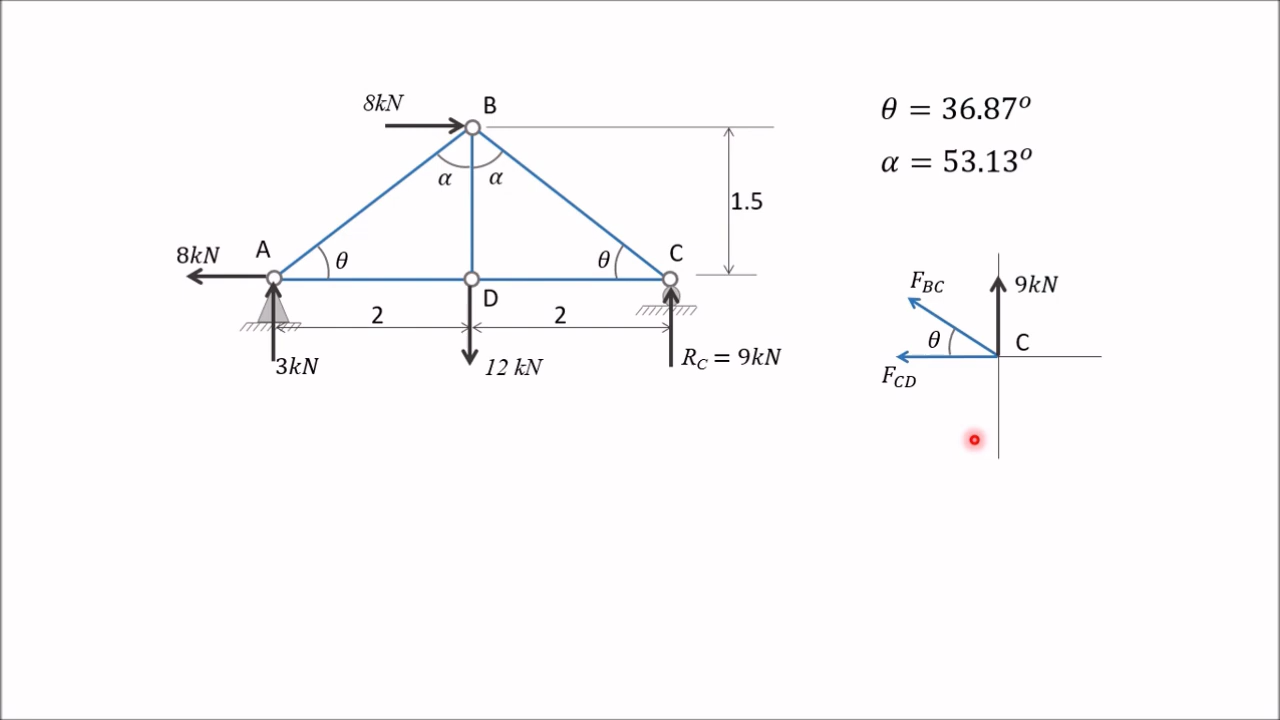 8kN
B
θ = 36.87°
α = 53.13°
α
α
1.5
8kN
A
θ
θ
C
D
2
2
3kN
12 kN
R_C = 9kN
F_BC
9kN
θ
C
F_CD